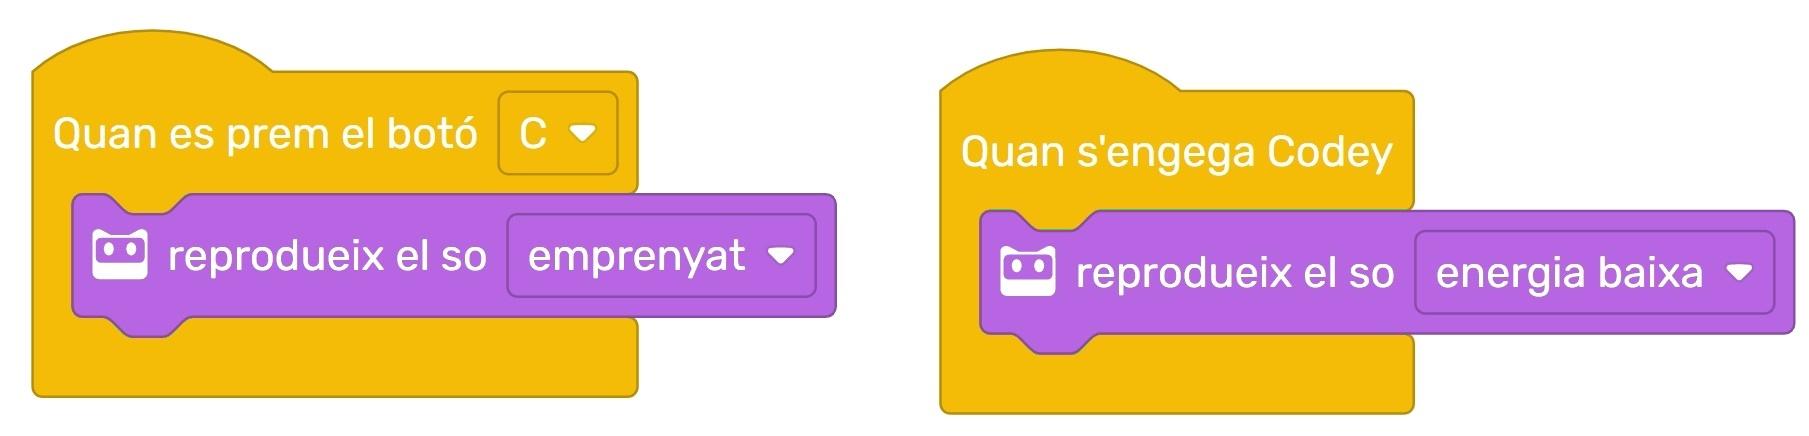 Quan es prem el botó C
reprodueix el so emprenyat
Quan s'engega Codey
reprodueix el so energia baixa